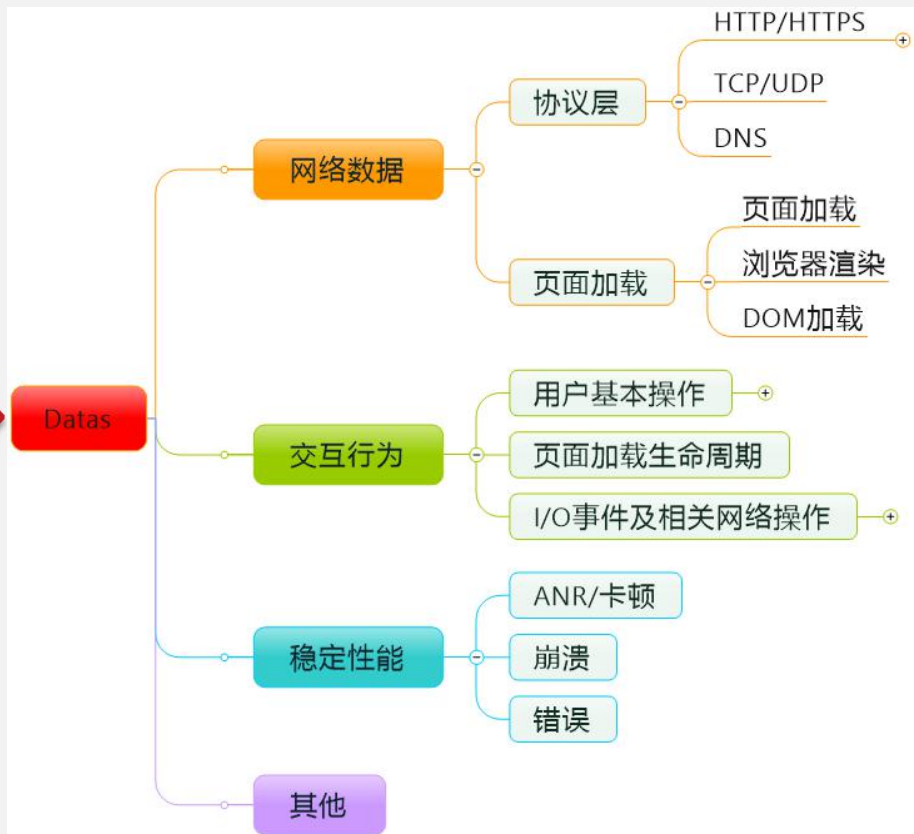 Datas
网络数据
协议层
HTTP/HTTPS
TCP/UDP
DNS
页面加载
页面加载
浏览器渲染
DOM加载
交互行为
用户基本操作
页面加载生命周期
I/O事件及相关网络操作
稳定性能
ANR/卡顿
崩溃
错误
其他